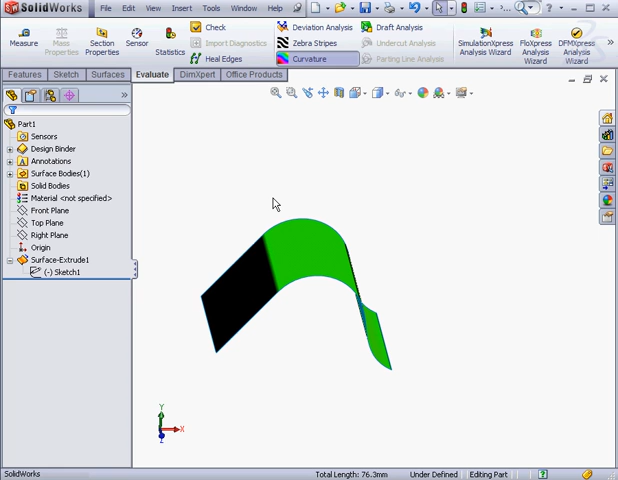 SolidWorks File Edit View Insert Tools Window Help
Measure
Mass Properties
Section Properties
Sensor
Statistics
Check
Import Diagnostics
Heal Edges
Deviation Analysis
Zebra Stripes
Curvature
Draft Analysis
Undercut Analysis
Parting Line Analysis
SimulationXpress Analysis Wizard
FloXpress Analysis Wizard
DFMXpress Analysis Wizard
Features Sketch Surfaces Evaluate DimXpert Office Products
Part1
Sensors
Design Binder
Annotations
Surface Bodies(1)
Solid Bodies
Material <not specified>
Front Plane
Top Plane
Right Plane
Origin
Surface-Extrude1
(-) Sketch1
Y
X
Z
SolidWorks Total Length: 76.3mm Under Defined Editing Part